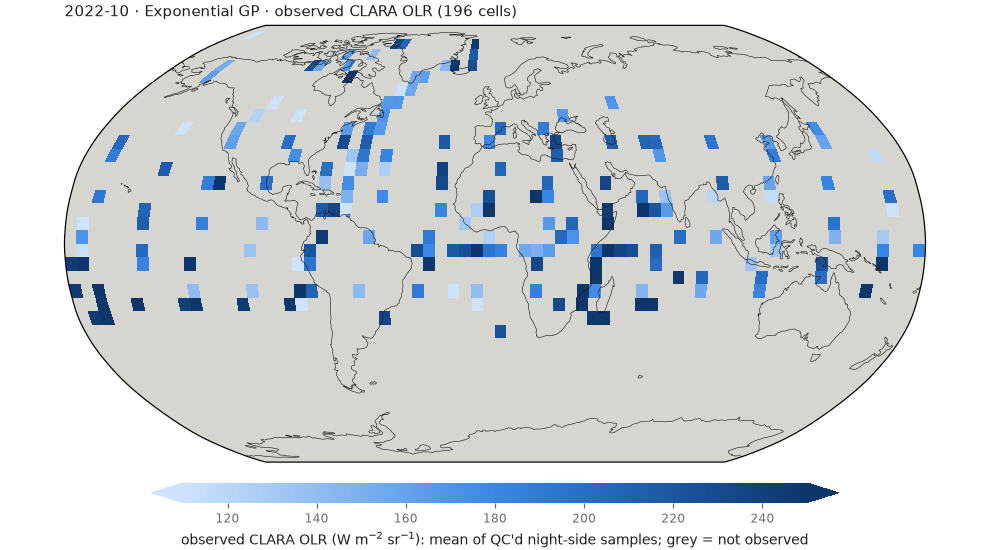 2022-10 · Exponential GP · observed CLARA OLR (196 cells)
120 140 160 180 200 220 240
observed CLARA OLR (W m⁻² sr⁻¹): mean of QC'd night-side samples; grey = not observed